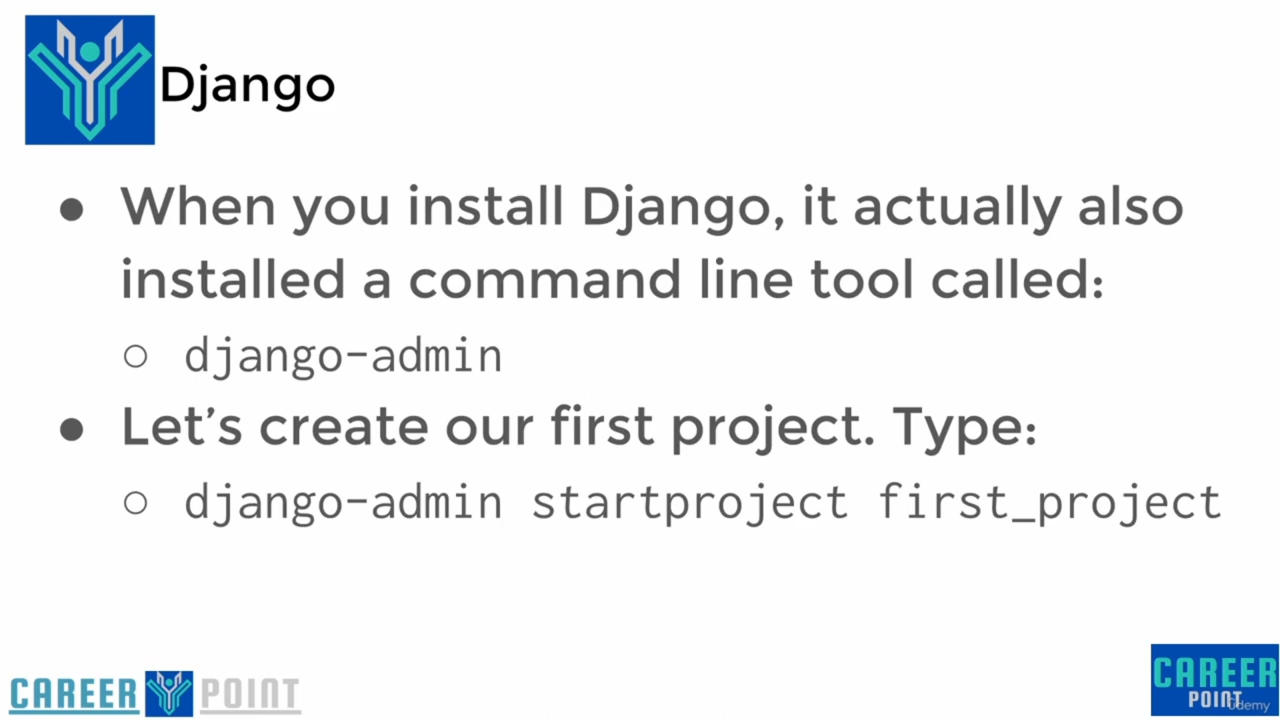 Django
● When you install Django, it actually also
installed a command line tool called:
○ django-admin
● Let's create our first project. Type:
○ django-admin startproject first_project
CAREER POINT
CAREER
POINT
ûdemy